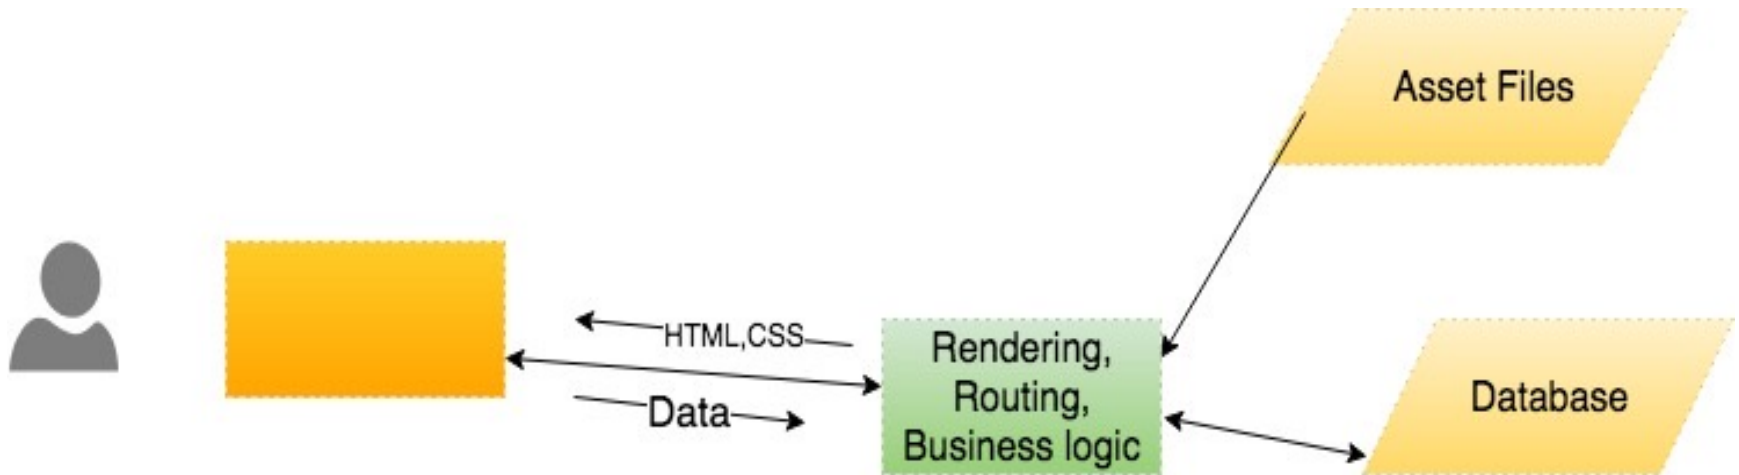 Asset Files
HTML,CSS
Data
Rendering,
Routing,
Business logic
Database